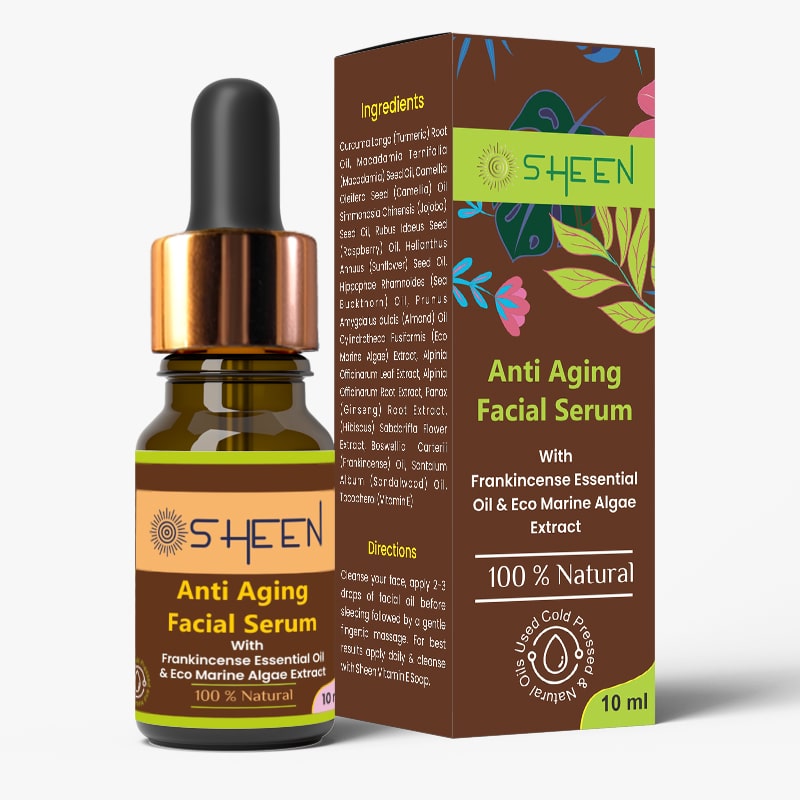 Ingredients
Curcuma Longa (Turmeric) Root
Oil, Macadamia Ternifolia
(Macadamia) Seed Oil, Camellia
Oleifera Seed (Camellia) Oil
Simmondsia Chinensis (Jojoba)
Seed Oil, Rubus Idaeus Seed
(Raspberry) Oil, Helianthus
Annuus (Sunflower) Seed Oil,
Hippophae Rhamnoides (Sea
Buckthorn) Oil, Prunus
Amygdalus dulcis (Almond) Oil
Cylindrotheca Fusformis (Eco
Marine Algae) Extract, Alpinia
Officinarum Leaf Extract, Alpinia
Officinarum Root Extract, Panax
(Ginseng) Root Extract,
(Hibiscus) Sabdariffa Flower
Extract, Boswellia Carterii
(Frankincense) Oil, Santalum
Album (Sandalwood) Oil,
(Vitamin E)
Directions
Cleanse your face, apply 2-3
drops of facial oil before
sleeping followed by a gentle
fingertic massage. For best
results apply daily & cleanse
with Sheen Vitamin E Soap.
SHEEN
Anti Aging
Facial Serum
With
Frankincense Essential
Oil & Eco Marine Algae
Extract
100 % Natural
Used Cold Pressed & Natural Oils
10 ml
SHEEN
Anti Aging
Facial Serum
With
Frankincense Essential Oil
& Eco Marine Algae Extract
100 % Natural
10